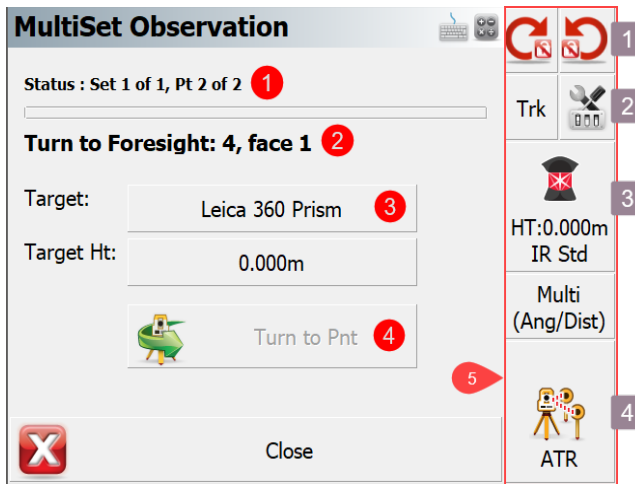 MultiSet Observation
Status : Set 1 of 1, Pt 2 of 2 1
Turn to Foresight: 4, face 1 2
Target:
Leica 360 Prism 3
Target Ht:
0.000m
Turn to Pnt 4
Close
5
1
Trk
2
3
HT:0.000m
IR Std
Multi
(Ang/Dist)
4
ATR